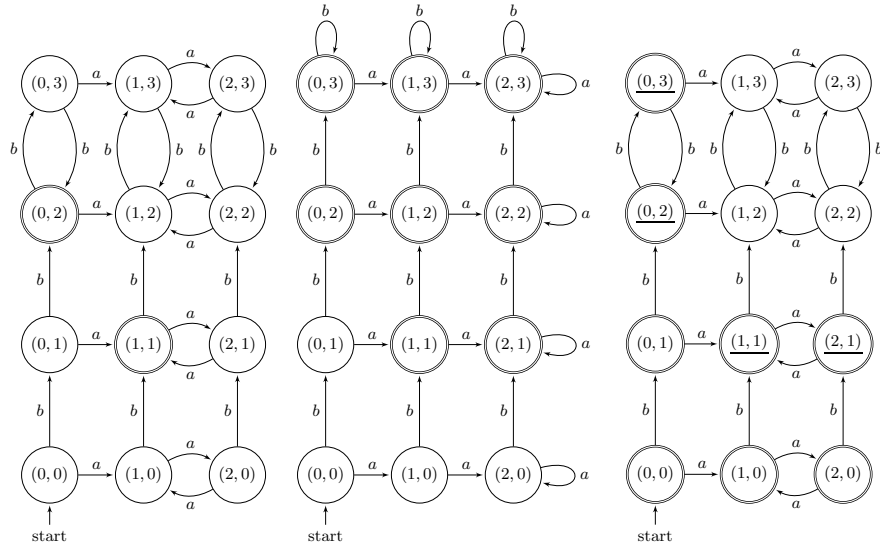 b b b
(0, 3) a (1, 3) a (2, 3) (0, 3) a (1, 3) a (2, 3) a (0, 3) a (1, 3) a (2, 3)
a a
b b b b b b b b b b b b b b b
(0, 2) a (1, 2) a (2, 2) (0, 2) a (1, 2) a (2, 2) a (0, 2) a (1, 2) a (2, 2)
a a
b b b b b b b b b
(0, 1) a (1, 1) a (2, 1) (0, 1) a (1, 1) a (2, 1) a (0, 1) a (1, 1) a (2, 1)
a a
b b b b b b b b b
(0, 0) a (1, 0) a (2, 0) (0, 0) a (1, 0) a (2, 0) a (0, 0) a (1, 0) a (2, 0)
a a
start start start